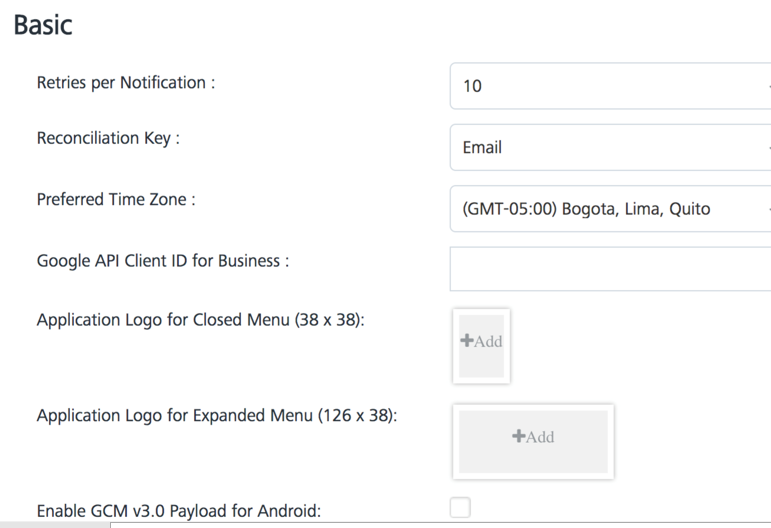 Basic
Retries per Notification : 10
Reconciliation Key : Email
Preferred Time Zone : (GMT-05:00) Bogota, Lima, Quito
Google API Client ID for Business :
Application Logo for Closed Menu (38 x 38):
+Add
Application Logo for Expanded Menu (126 x 38):
+Add
Enable GCM v3.0 Payload for Android: